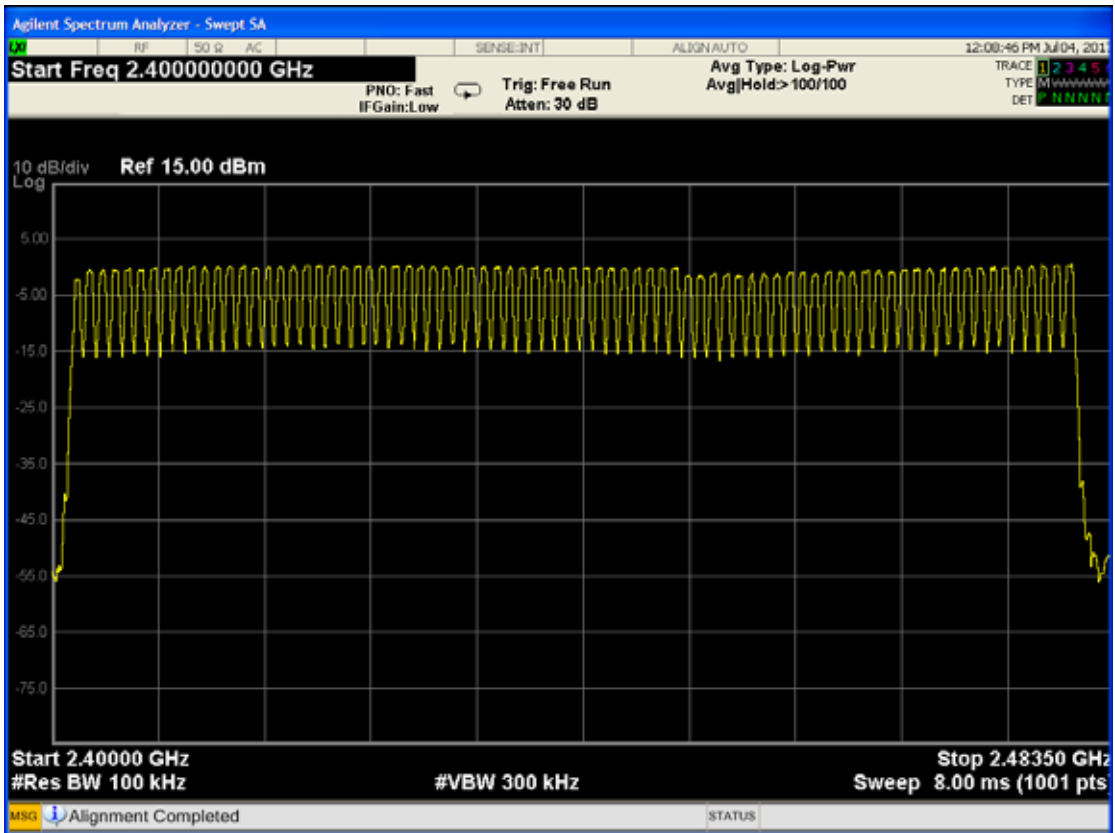 Agilent Spectrum Analyzer - Swept SA
LXI RF 50 Ω AC SENSE:INT ALIGNAUTO 12:08:46 PM Jul 04, 201
Start Freq 2.400000000 GHz
PNO: Fast
IFGain:Low
Trig: Free Run
Atten: 30 dB
Avg Type: Log-Pwr
Avg|Hold:>100/100
TRACE 1 2 3 4 5
TYPE M
DET P N N N N
10 dB/div Ref 15.00 dBm
Log
5.00
-5.00
-15.0
-25.0
-35.0
-45.0
-55.0
-65.0
-75.0
Start 2.40000 GHz Stop 2.48350 GHz
#Res BW 100 kHz #VBW 300 kHz Sweep 8.00 ms (1001 pts
MSG Alignment Completed STATUS